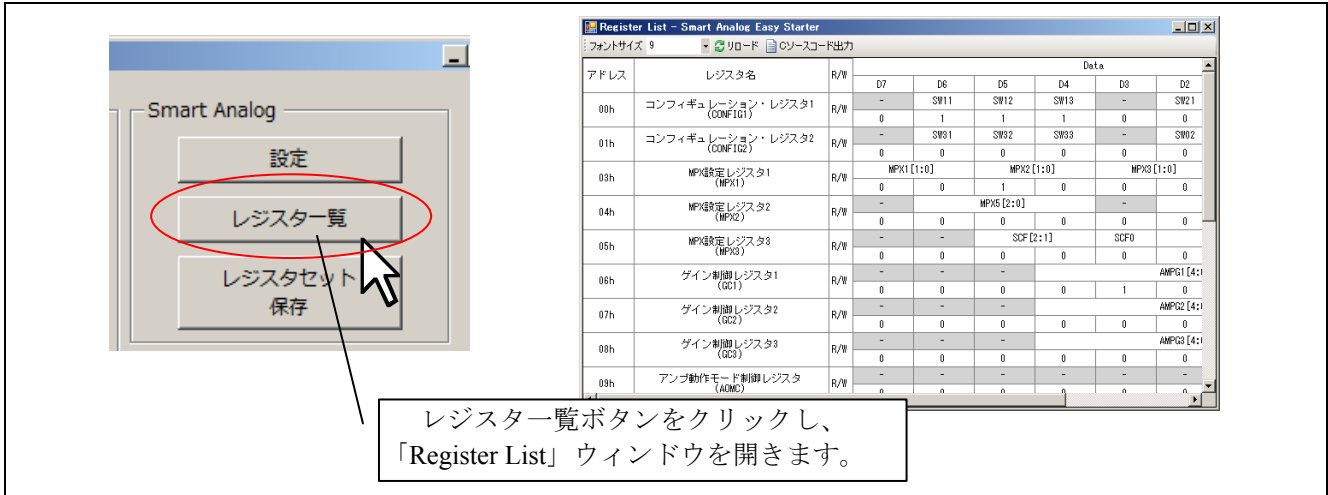 Smart Analog
設定
レジスタ一覧
レジスタセット
保存
Register List - Smart Analog Easy Starter
フォントサイズ 9 リロード Cソースコード出力
アドレス レジスタ名 R/W Data
D7 D6 D5 D4 D3 D2
00h コンフィギュレーション・レジスタ1 (CONFIG1) R/W - SW11 SW12 SW13 - SW21
0 1 1 1 0 0
01h コンフィギュレーション・レジスタ2 (CONFIG2) R/W - SW31 SW32 SW33 - SW02
0 0 0 0 0 0
03h MPX設定レジスタ1 (MPX1) R/W MPX1[1:0] MPX2[1:0] MPX3[1:0]
0 0 1 0 0 0
04h MPX設定レジスタ2 (MPX2) R/W - MPX5[2:0] -
0 0 0 0 0 0
05h MPX設定レジスタ3 (MPX3) R/W - - SCF[2:1] SCF0
0 0 0 0 0 0
06h ゲイン制御レジスタ1 (GC1) R/W - - - AMPG1[4:
0 0 0 0 1 0
07h ゲイン制御レジスタ2 (GC2) R/W - - - AMPG2[4:
0 0 0 0 0 0
08h ゲイン制御レジスタ3 (GC3) R/W - - - AMPG3[4:
0 0 0 0 0 0
09h アンプ動作モード制御レジスタ (AOMC) R/W - - - - - -
0 0 0 0 0 0
レジスタ一覧ボタンをクリックし、
「Register List」ウィンドウを開きます。